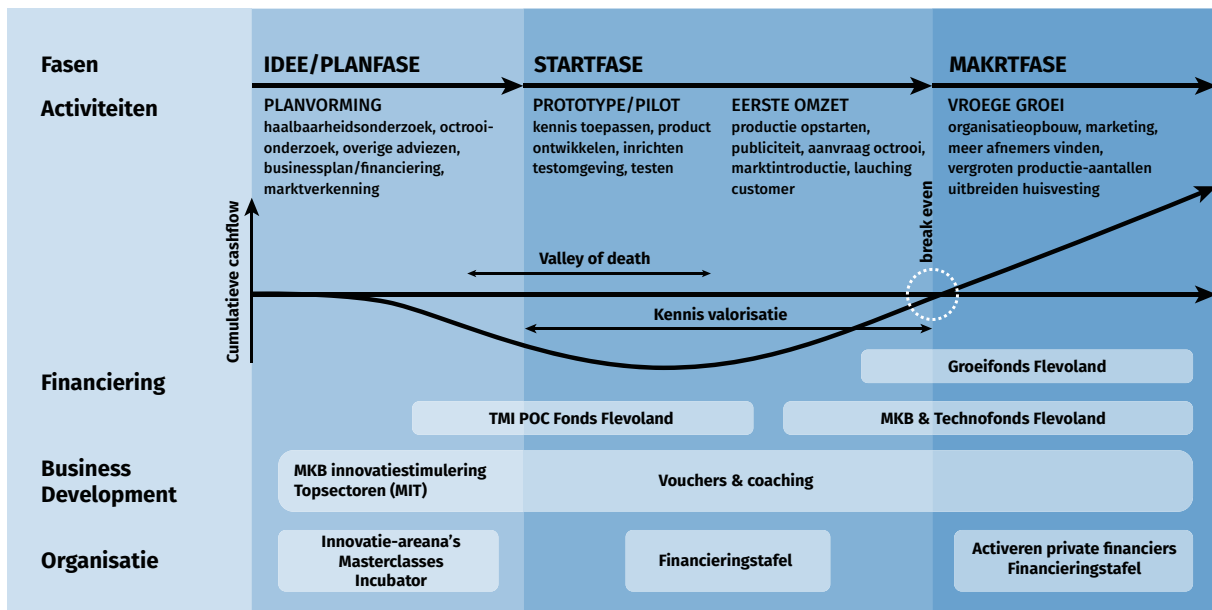 Fasen
IDEE/PLANFASE
STARTFASE
MAKRTFASE
Activiteiten
PLANVORMING
haalbaarheidsonderzoek, octrooi-
onderzoek, overige adviezen,
businessplan/financiering,
marktverkenning
PROTOTYPE/PILOT
kennis toepassen, product
ontwikkelen, inrichten
testomgeving, testen
EERSTE OMZET
productie opstarten,
publiciteit, aanvraag octrooi,
marktintroductie, lauching
customer
VROEGE GROEI
organisatieopbouw, marketing,
meer afnemers vinden,
vergroten productie-aantallen
uitbreiden huisvesting
Cumulatieve cashflow
Valley of death
break even
Kennis valorisatie
Financiering
Groeifonds Flevoland
TMI POC Fonds Flevoland
MKB & Technofonds Flevoland
Business
Development
MKB innovatiestimulering
Topsectoren (MIT)
Vouchers & coaching
Organisatie
Innovatie-areana's
Masterclasses
Incubator
Financieringstafel
Activeren private financiers
Financieringstafel